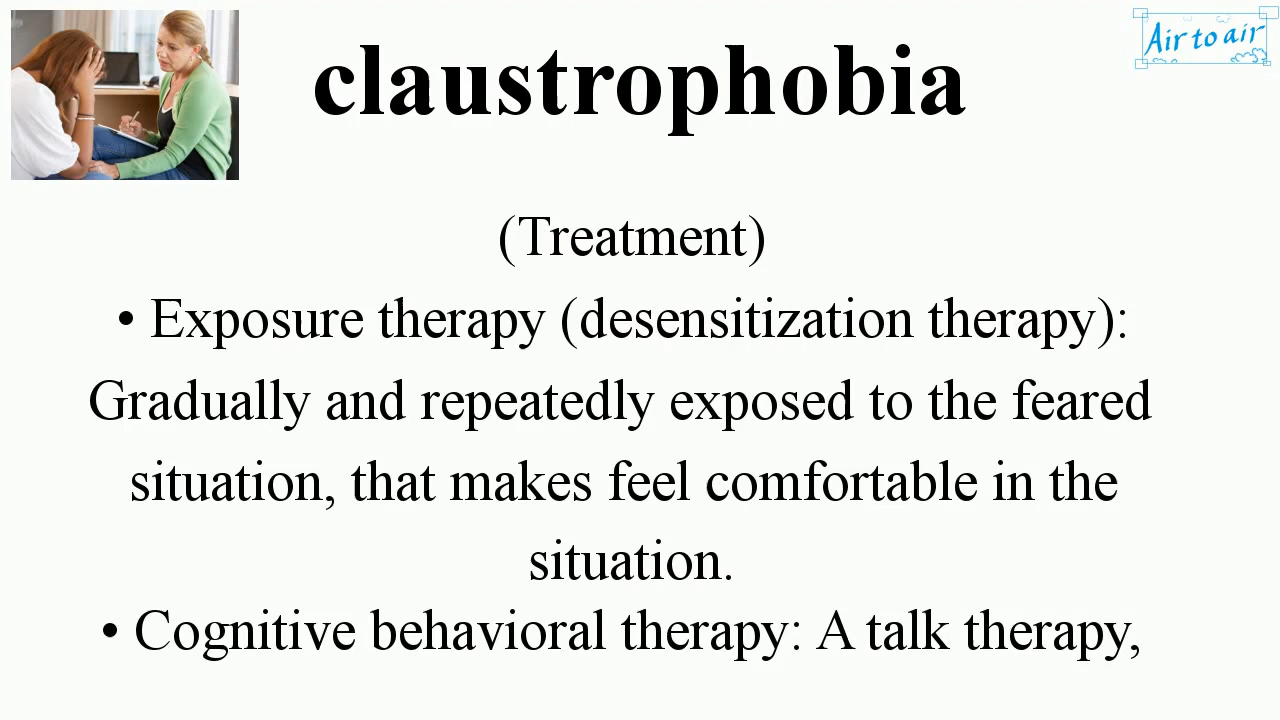 claustrophobia
Air to air
(Treatment)
• Exposure therapy (desensitization therapy):
Gradually and repeatedly exposed to the feared
situation, that makes feel comfortable in the
situation.
• Cognitive behavioral therapy: A talk therapy,